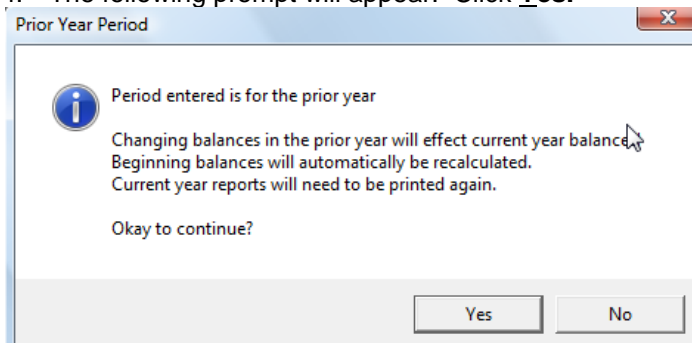 The following prompt will appear. Click Yes.
Prior Year Period
Period entered is for the prior year
Changing balances in the prior year will effect current year balance
Beginning balances will automatically be recalculated.
Current year reports will need to be printed again.
Okay to continue?
Yes No